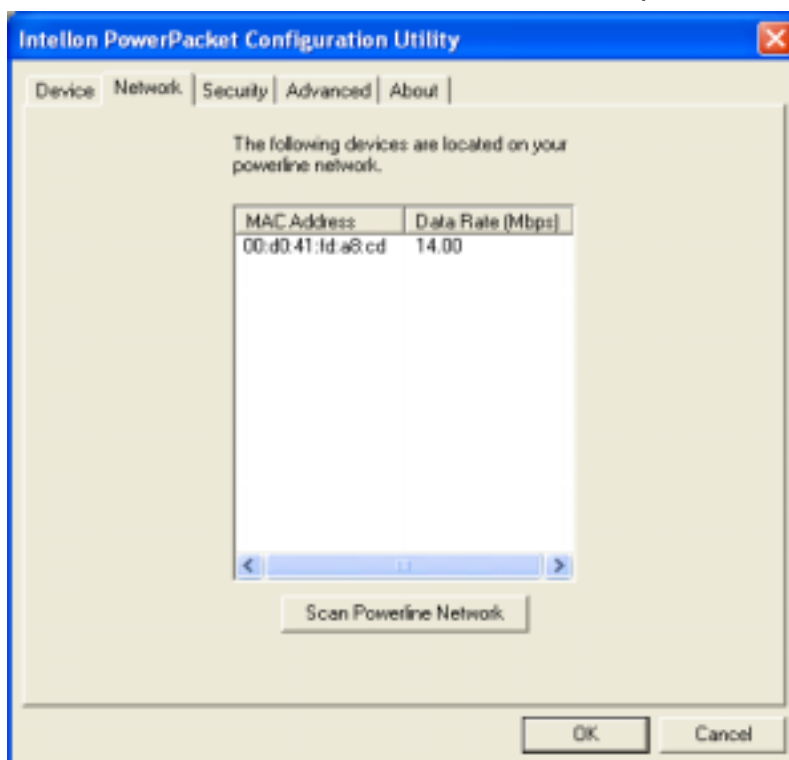 Intellon PowerPacket Configuration Utility
Device Network Security Advanced About
The following devices are located on your
powerline network.
MAC Address Data Rate (Mbps)
00:d0:41:fd:a8:cd 14.00
Scan Powerline Network
OK Cancel